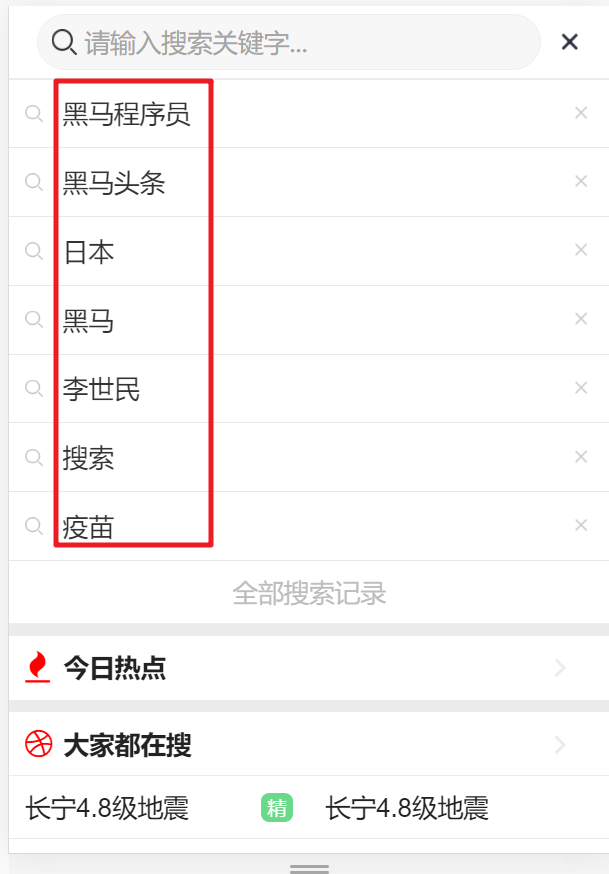 请输入搜索关键字...
黑马程序员
黑马头条
日本
黑马
李世民
搜索
疫苗
全部搜索记录
今日热点
大家都在搜
长宁4.8级地震 精 长宁4.8级地震